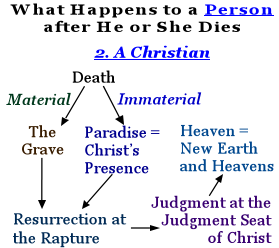 What Happens to a Person
after He or She Dies
2. A Christian
Death
Material
Immaterial
The
Grave
Paradise =
Christ's
Presence
Heaven =
New Earth
and Heavens
Judgment at the
Judgment Seat
of Christ
Resurrection at
the Rapture